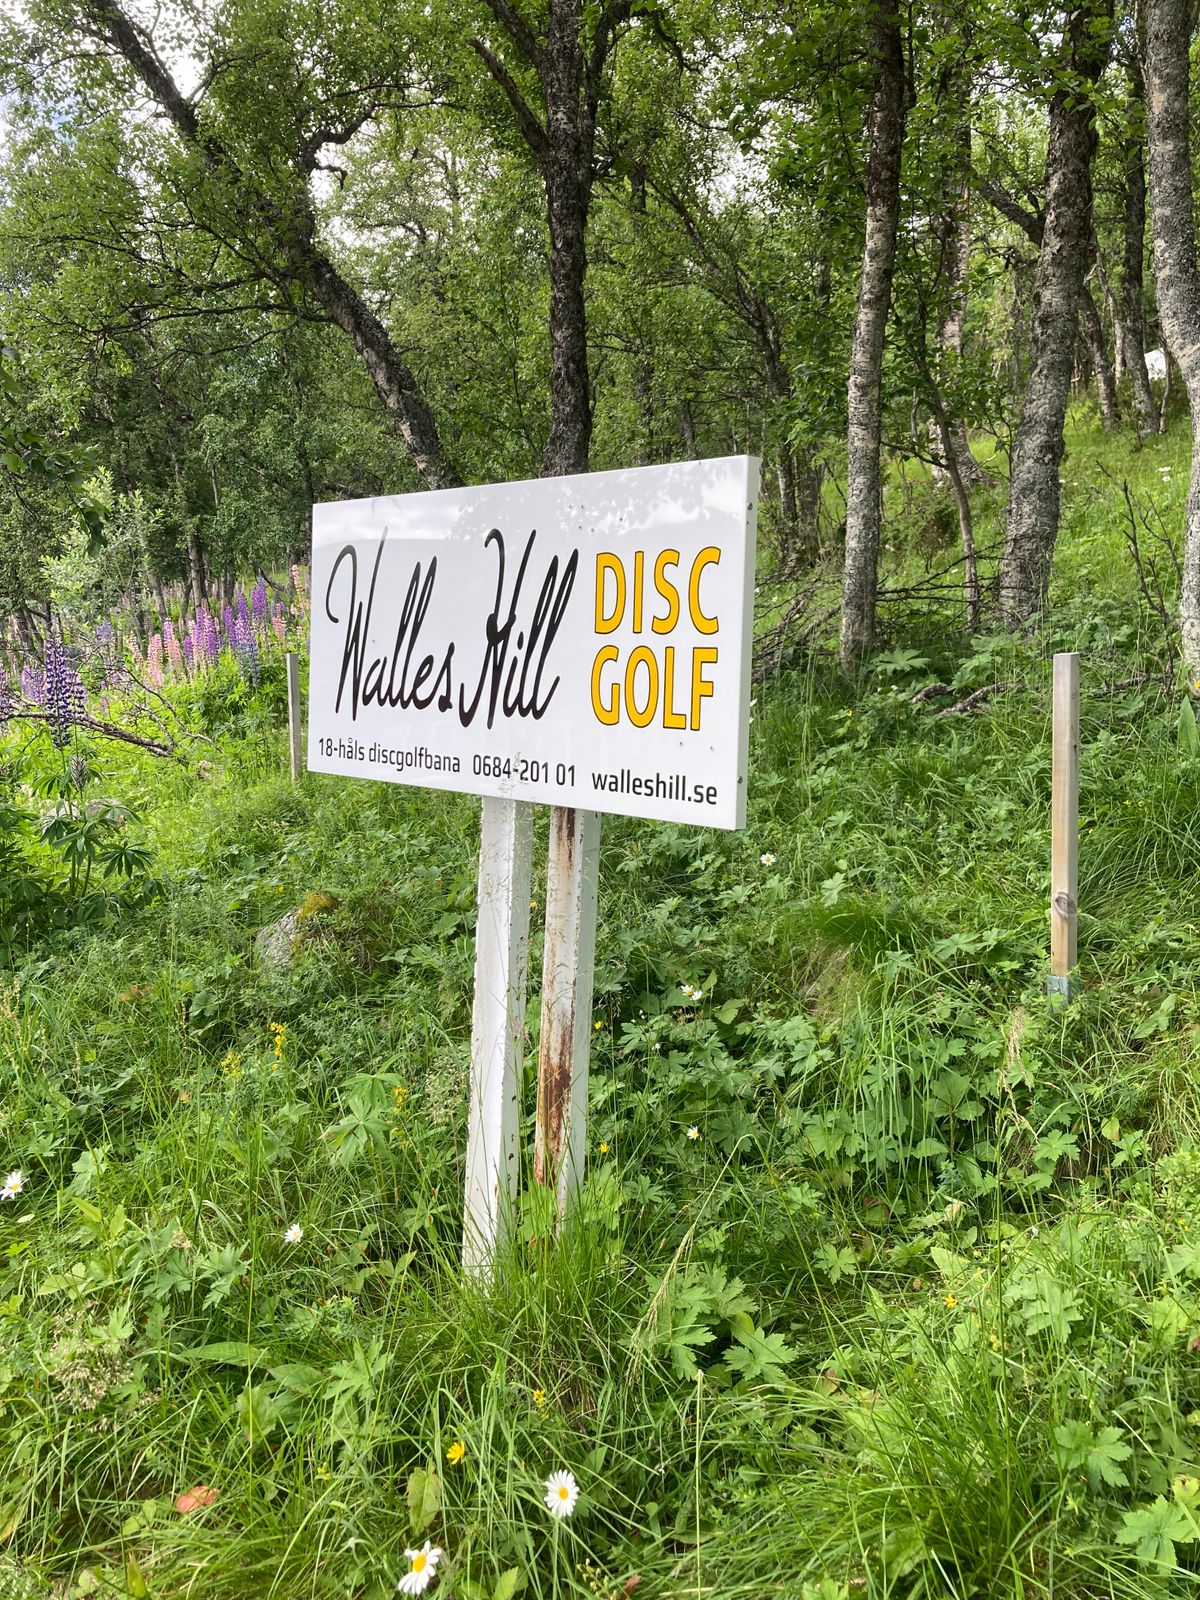 Walles Hill DISC
GOLF
18-håls discgolfbana 0684-201 01 walleshill.se